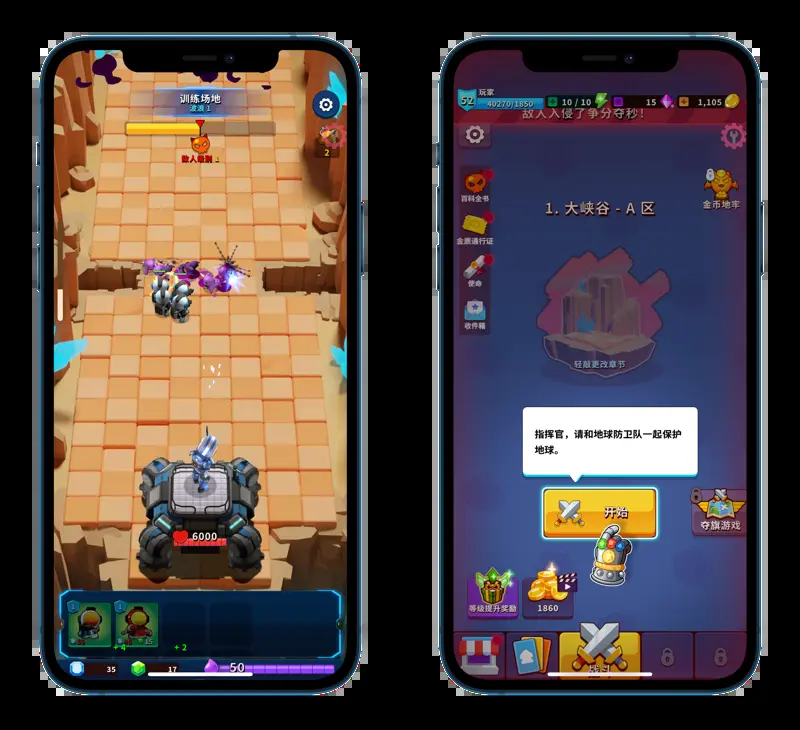 训练场地
波浪 1
敌人级别 1
2
6000
1
1
+4
15
+2
35
17
50
52
玩家
40270/1850
10 / 10
15
1,105
敌人入侵了争分夺秒!
百科全书
金币地牢
1. 大峡谷 - A 区
金票通行证
使命
收件箱
轻敲更改章节
指挥官，请和地球防卫队一起保护
地球。
开始
夺旗游戏
等级提升奖励
1860
战斗